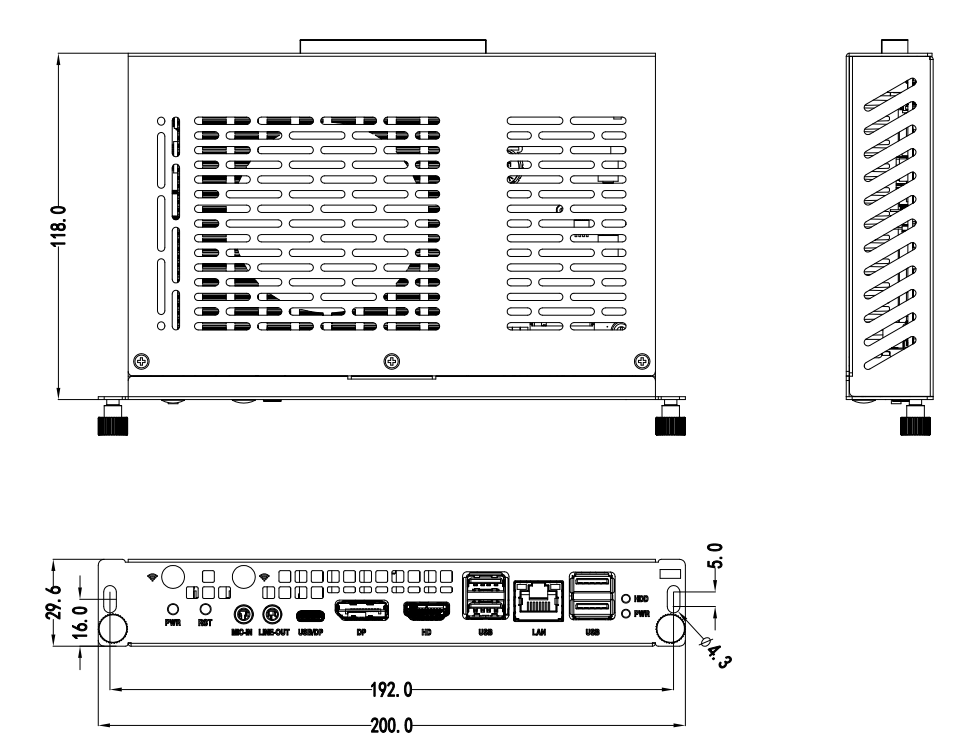 118.0
5.0
29.6
16.0
HDD
PWR
PWR RST
MIC-IN LINE-OUT USB/DP DP HD USB LAN USB
⌀4.3
192.0
200.0